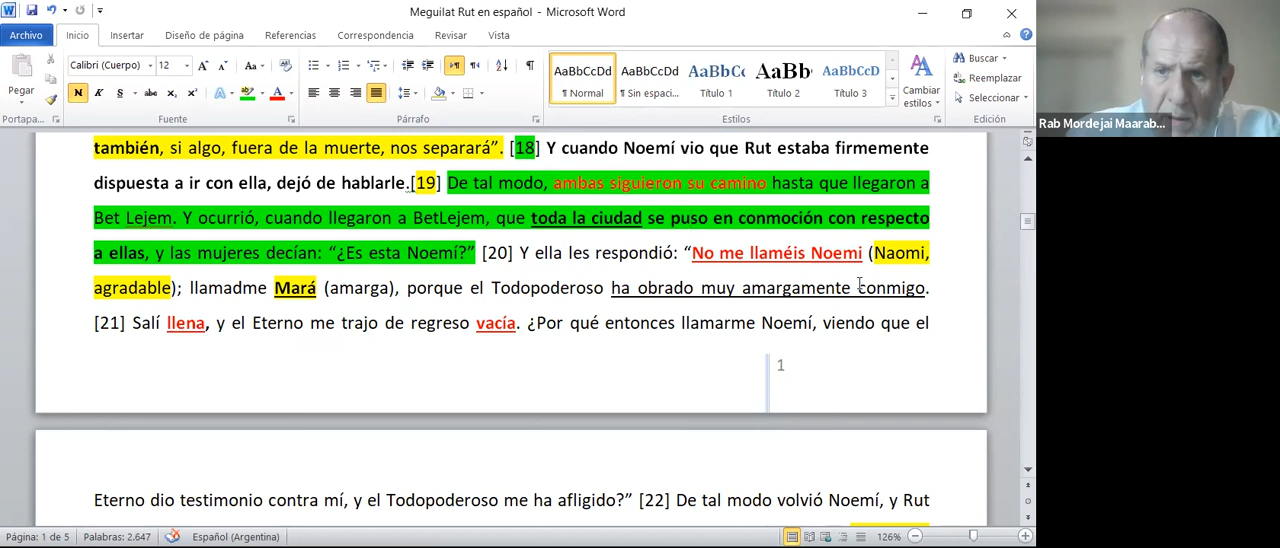 Meguilat Rut en español - Microsoft Word
Archivo Inicio Insertar Diseño de página Referencias Correspondencia Revisar Vista
Pegar
Calibri (Cuerpo) 12
N K S abc x₂ x²
AaBbCcDd AaBbCcDd AaBbCc AaBb AaBbCcD
¶ Normal ¶ Sin espaci... Título 1 Título 2 Título 3
Cambiar estilos
Buscar
Reemplazar
Seleccionar
Portapa... Fuente Párrafo Estilos Edición
Rab Mordejai Maarab...
también, si algo, fuera de la muerte, nos separará”. [18] Y cuando Noemí vio que Rut estaba firmemente
dispuesta a ir con ella, dejó de hablarle.[19] De tal modo, ambas siguieron su camino hasta que llegaron a
Bet Lejem. Y ocurrió, cuando llegaron a BetLejem, que toda la ciudad se puso en conmoción con respecto
a ellas, y las mujeres decían: “¿Es esta Noemí?” [20] Y ella les respondió: “No me llaméis Noemi (Naomi,
agradable); llamadme Mará (amarga), porque el Todopoderoso ha obrado muy amargamente conmigo.
[21] Salí llena, y el Eterno me trajo de regreso vacía. ¿Por qué entonces llamarme Noemí, viendo que el
1
Eterno dio testimonio contra mí, y el Todopoderoso me ha afligido?” [22] De tal modo volvió Noemí, y Rut
Página: 1 de 5 Palabras: 2.647 Español (Argentina) 126%